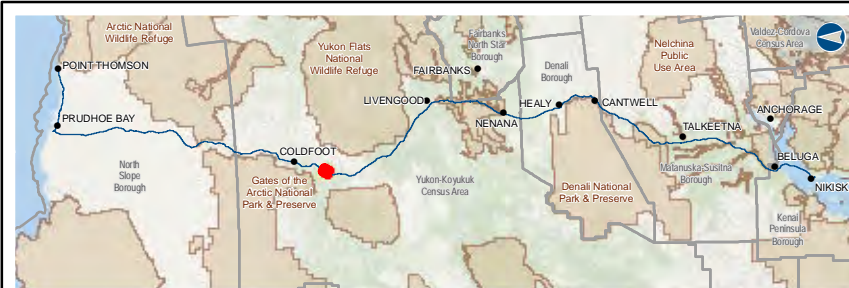 Arctic National
Wildlife Refuge
Yukon Flats
National
Wildlife Refuge
Fairbanks
North Star
Borough
Nelchina
Public
Use Area
Valdez-Cordova
Census Area
POINT THOMSON
FAIRBANKS
Denali
Borough
LIVENGOOD
HEALY
CANTWELL
PRUDHOE BAY
NENANA
ANCHORAGE
TALKEETNA
COLDFOOT
BELUGA
North
Slope
Borough
Gates of the
Arctic National
Park & Preserve
Yukon-Koyukuk
Census Area
Denali National
Park & Preserve
Matanuska-Susitna
Borough
NIKISK
Kenai
Peninsula
Borough